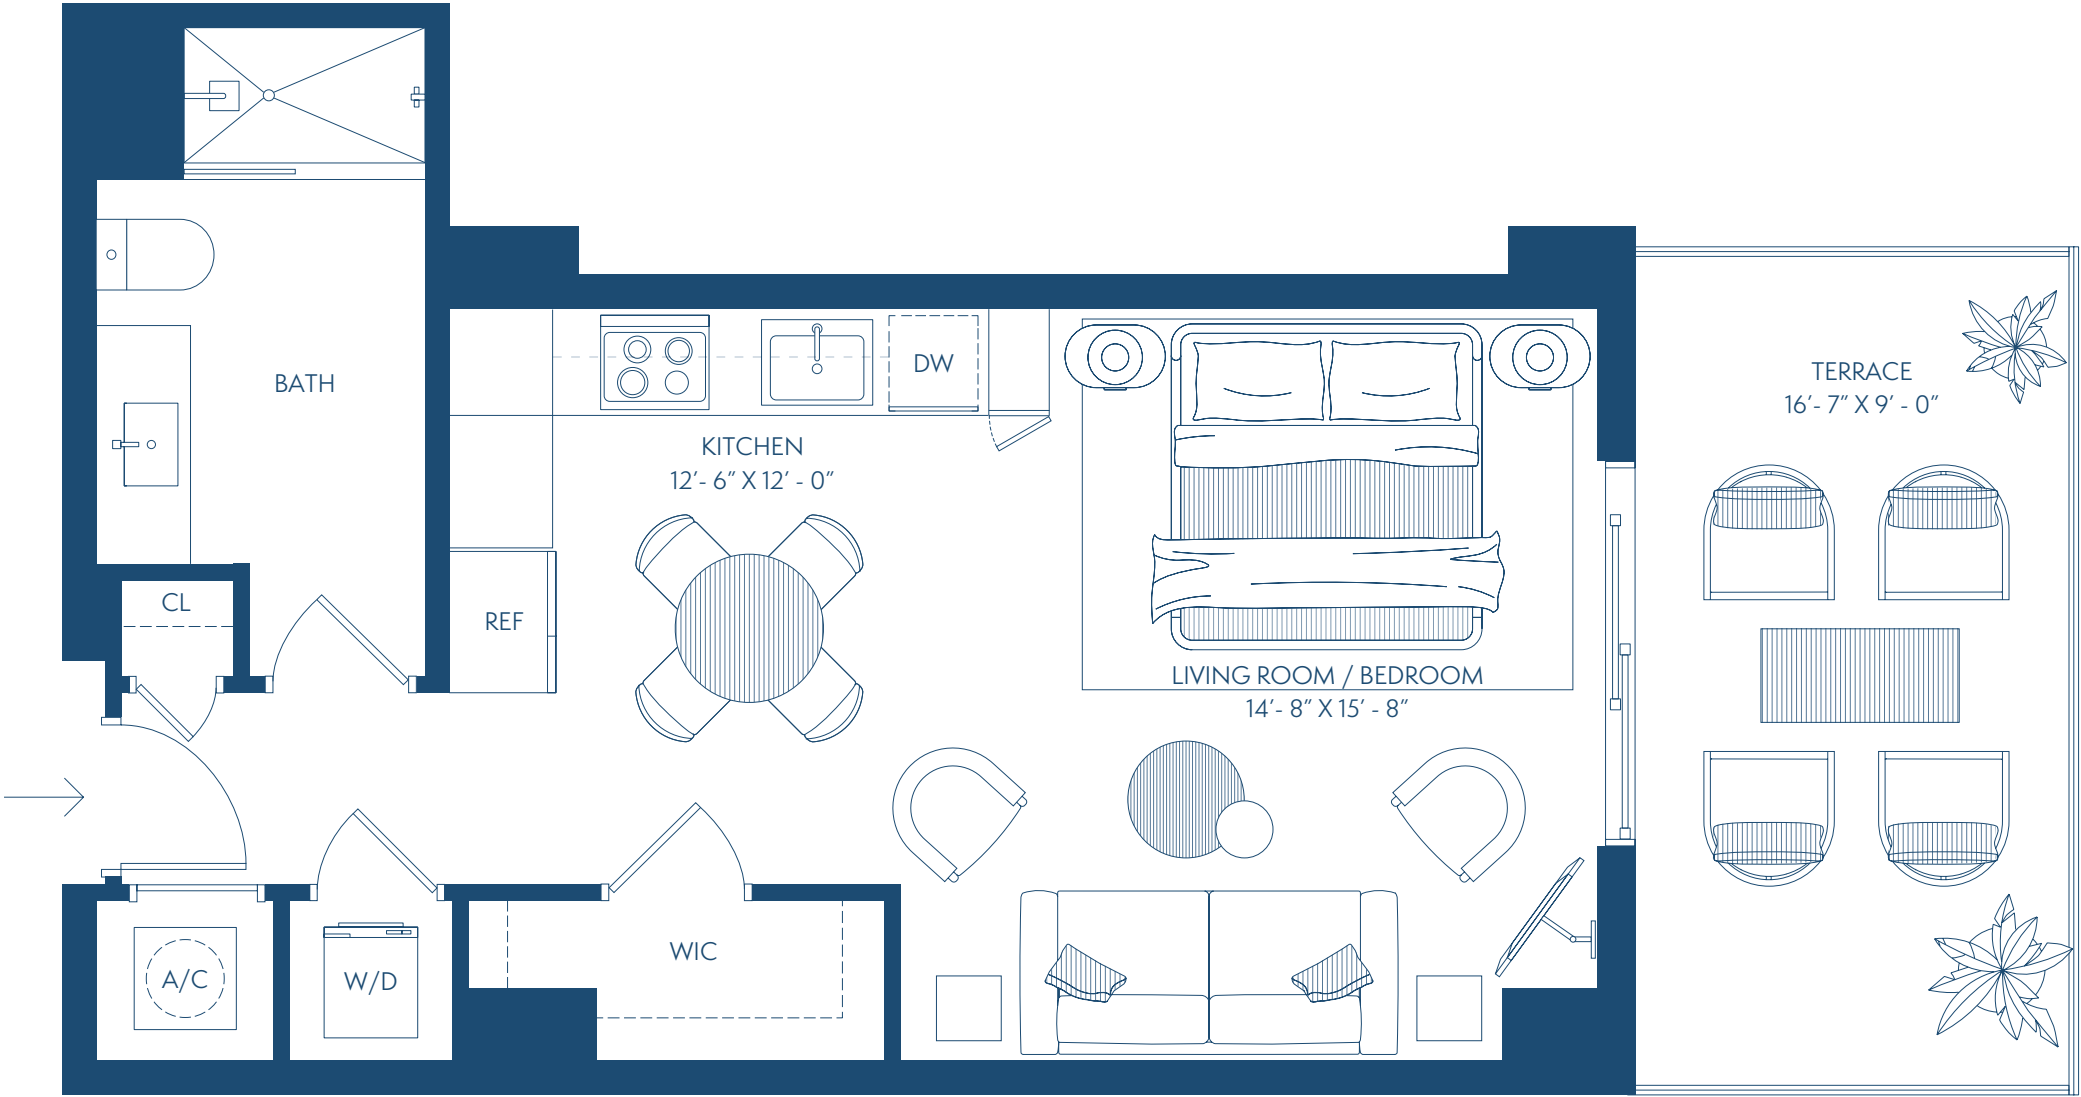 BATH
KITCHEN
12'- 6” X 12' - 0”
DW
TERRACE
16'- 7” X 9' - 0”
CL
REF
LIVING ROOM / BEDROOM
14'- 8” X 15' - 8”
A/C
W/D
WIC